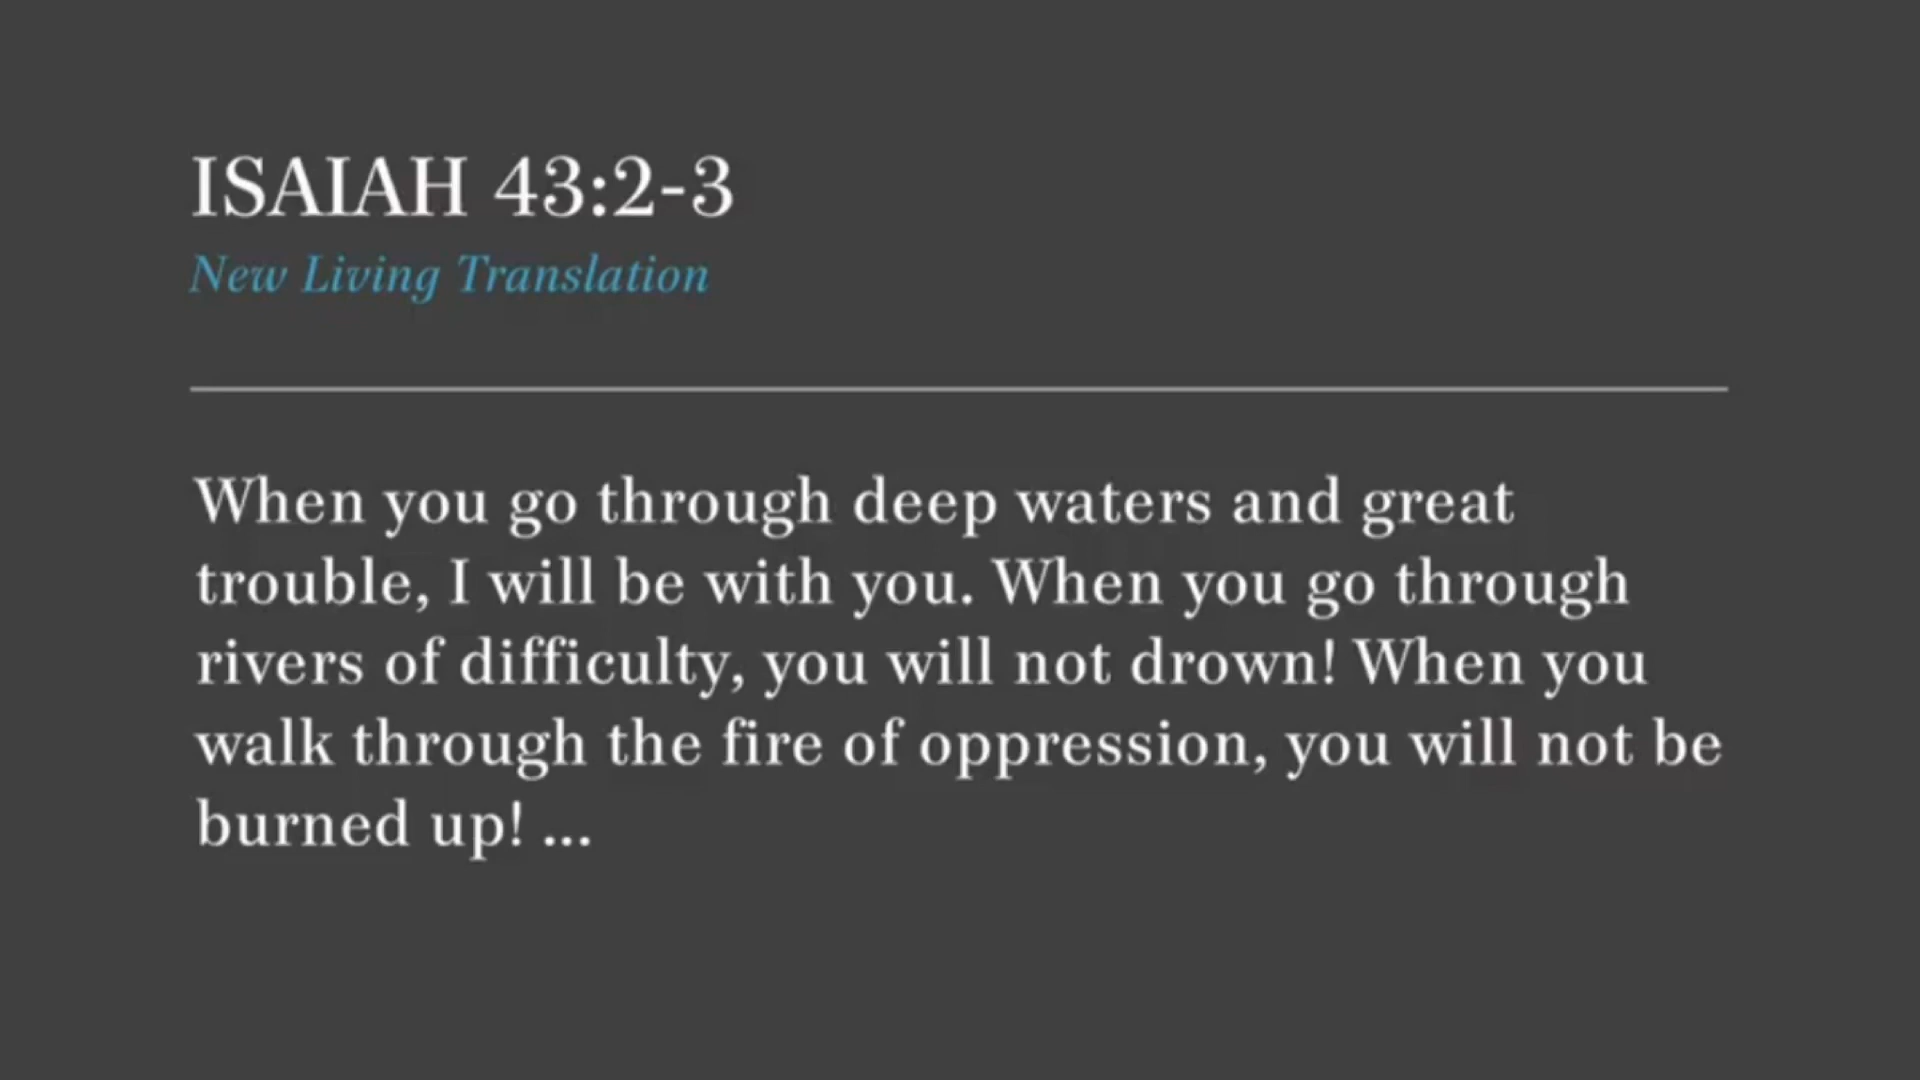 ISAIAH 43:2-3
New Living Translation
When you go through deep waters and great
trouble, I will be with you. When you go through
rivers of difficulty, you will not drown! When you
walk through the fire of oppression, you will not be
burned up! ...